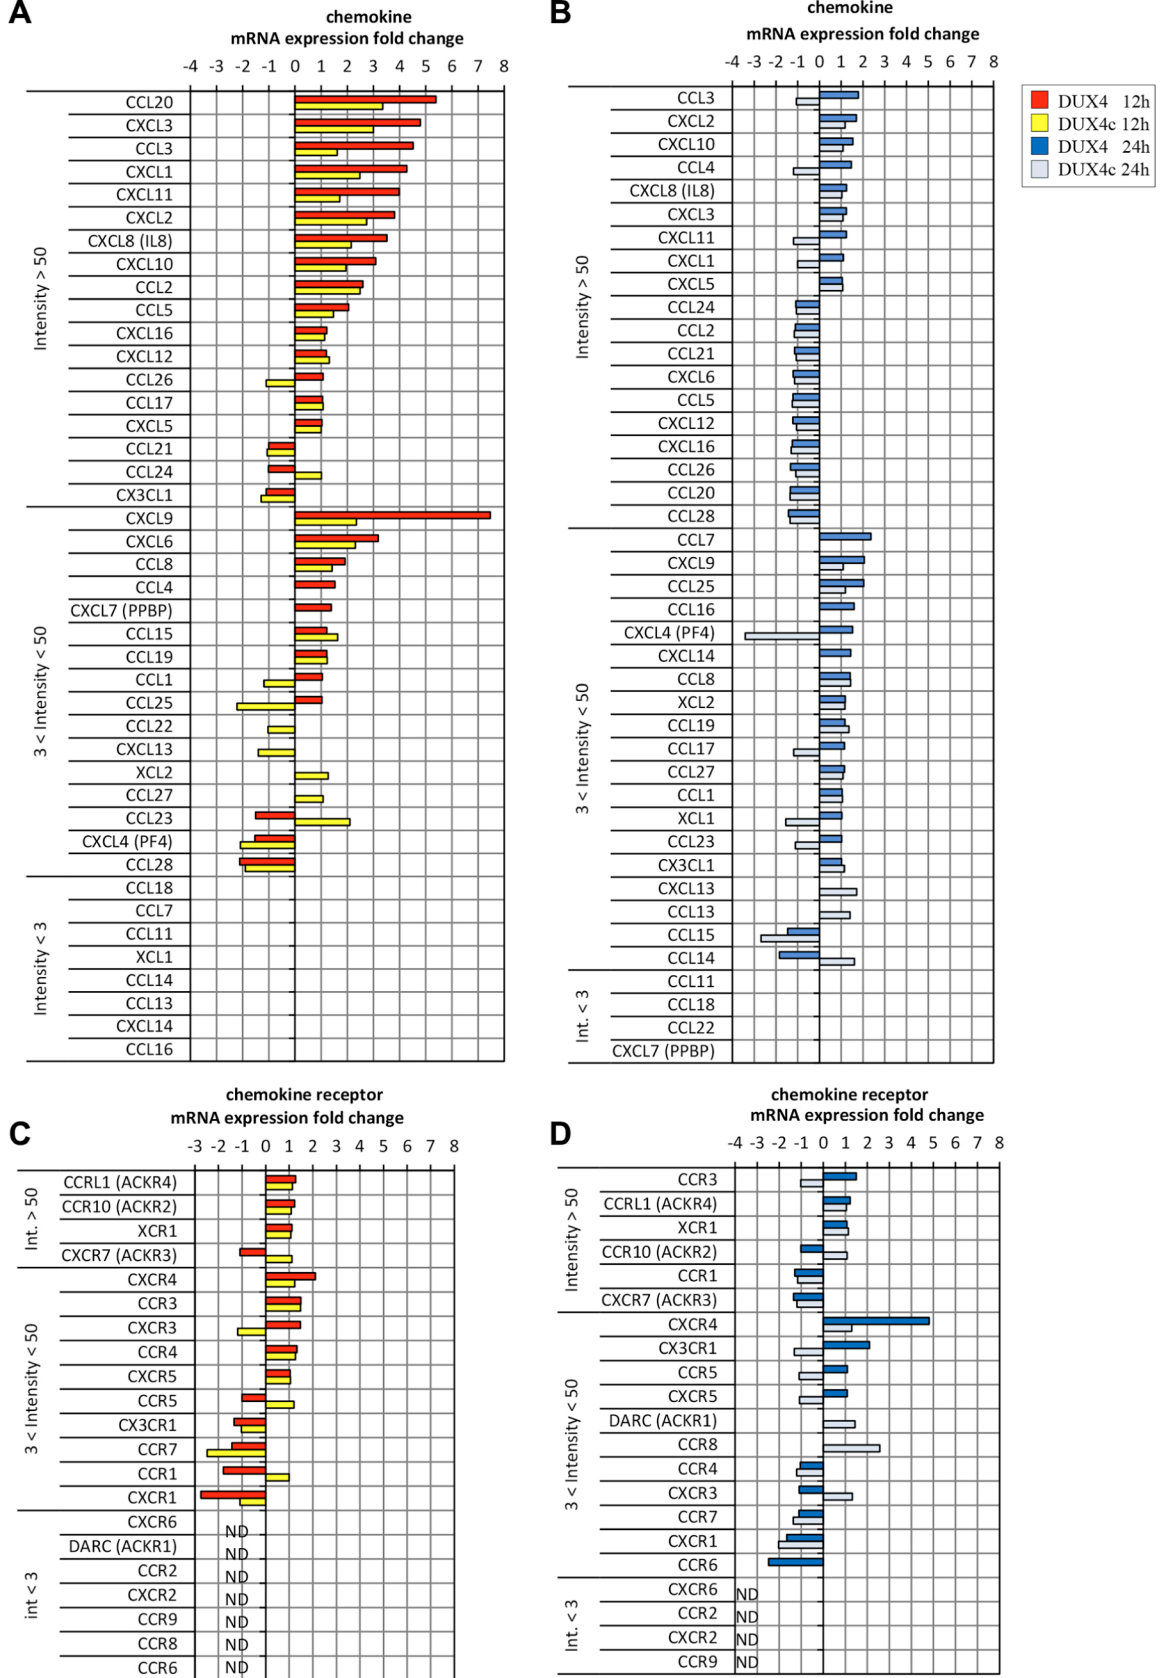 A
chemokine
mRNA expression fold change
-4 -3 -2 -1 0 1 2 3 4 5 6 7 8
Intensity > 50
CCL20
CXCL3
CCL3
CXCL1
CXCL11
CXCL2
CXCL8 (IL8)
CXCL10
CCL2
CCL5
CXCL16
CXCL12
CCL26
CCL17
CXCL5
CCL21
CCL24
CX3CL1
3 < Intensity < 50
CXCL9
CXCL6
CCL8
CCL4
CXCL7 (PPBP)
CCL15
CCL19
CCL1
CCL25
CCL22
CXCL13
XCL2
CCL27
CCL23
CXCL4 (PF4)
CCL28
Intensity < 3
CCL18
CCL7
CCL11
XCL1
CCL14
CCL13
CXCL14
CCL16
B
chemokine
mRNA expression fold change
-4 -3 -2 -1 0 1 2 3 4 5 6 7 8
Intensity > 50
CCL3
CXCL2
CXCL10
CCL4
CXCL8 (IL8)
CXCL3
CXCL11
CXCL1
CXCL5
CCL24
CCL2
CCL21
CXCL6
CCL5
CXCL12
CXCL16
CCL26
CCL20
CCL28
3 < Intensity < 50
CCL7
CXCL9
CCL25
CCL16
CXCL4 (PF4)
CXCL14
CCL8
XCL2
CCL19
CCL17
CCL27
CCL1
XCL1
CCL23
CX3CL1
CXCL13
CCL13
CCL15
CCL14
Int. < 3
CCL11
CCL18
CCL22
CXCL7 (PPBP)
DUX4 12h
DUX4c 12h
DUX4 24h
DUX4c 24h
C
chemokine receptor
mRNA expression fold change
-3 -2 -1 0 1 2 3 4 5 6 7 8
Int. > 50
CCRL1 (ACKR4)
CCR10 (ACKR2)
XCR1
CXCR7 (ACKR3)
3 < Intensity < 50
CXCR4
CCR3
CXCR3
CCR4
CXCR5
CCR5
CX3CR1
CCR7
CCR1
CXCR1
int < 3
CXCR6 ND
DARC (ACKR1) ND
CCR2 ND
CXCR2 ND
CCR9 ND
CCR8 ND
CCR6 ND
D
chemokine receptor
mRNA expression fold change
-4 -3 -2 -1 0 1 2 3 4 5 6 7 8
Intensity > 50
CCR3
CCRL1 (ACKR4)
XCR1
CCR10 (ACKR2)
CCR1
CXCR7 (ACKR3)
3 < Intensity < 50
CXCR4
CX3CR1
CCR5
CXCR5
DARC (ACKR1)
CCR8
CCR4
CXCR3
CCR7
CXCR1
CCR6
Int. < 3
CXCR6 ND
CCR2 ND
CXCR2 ND
CCR9 ND